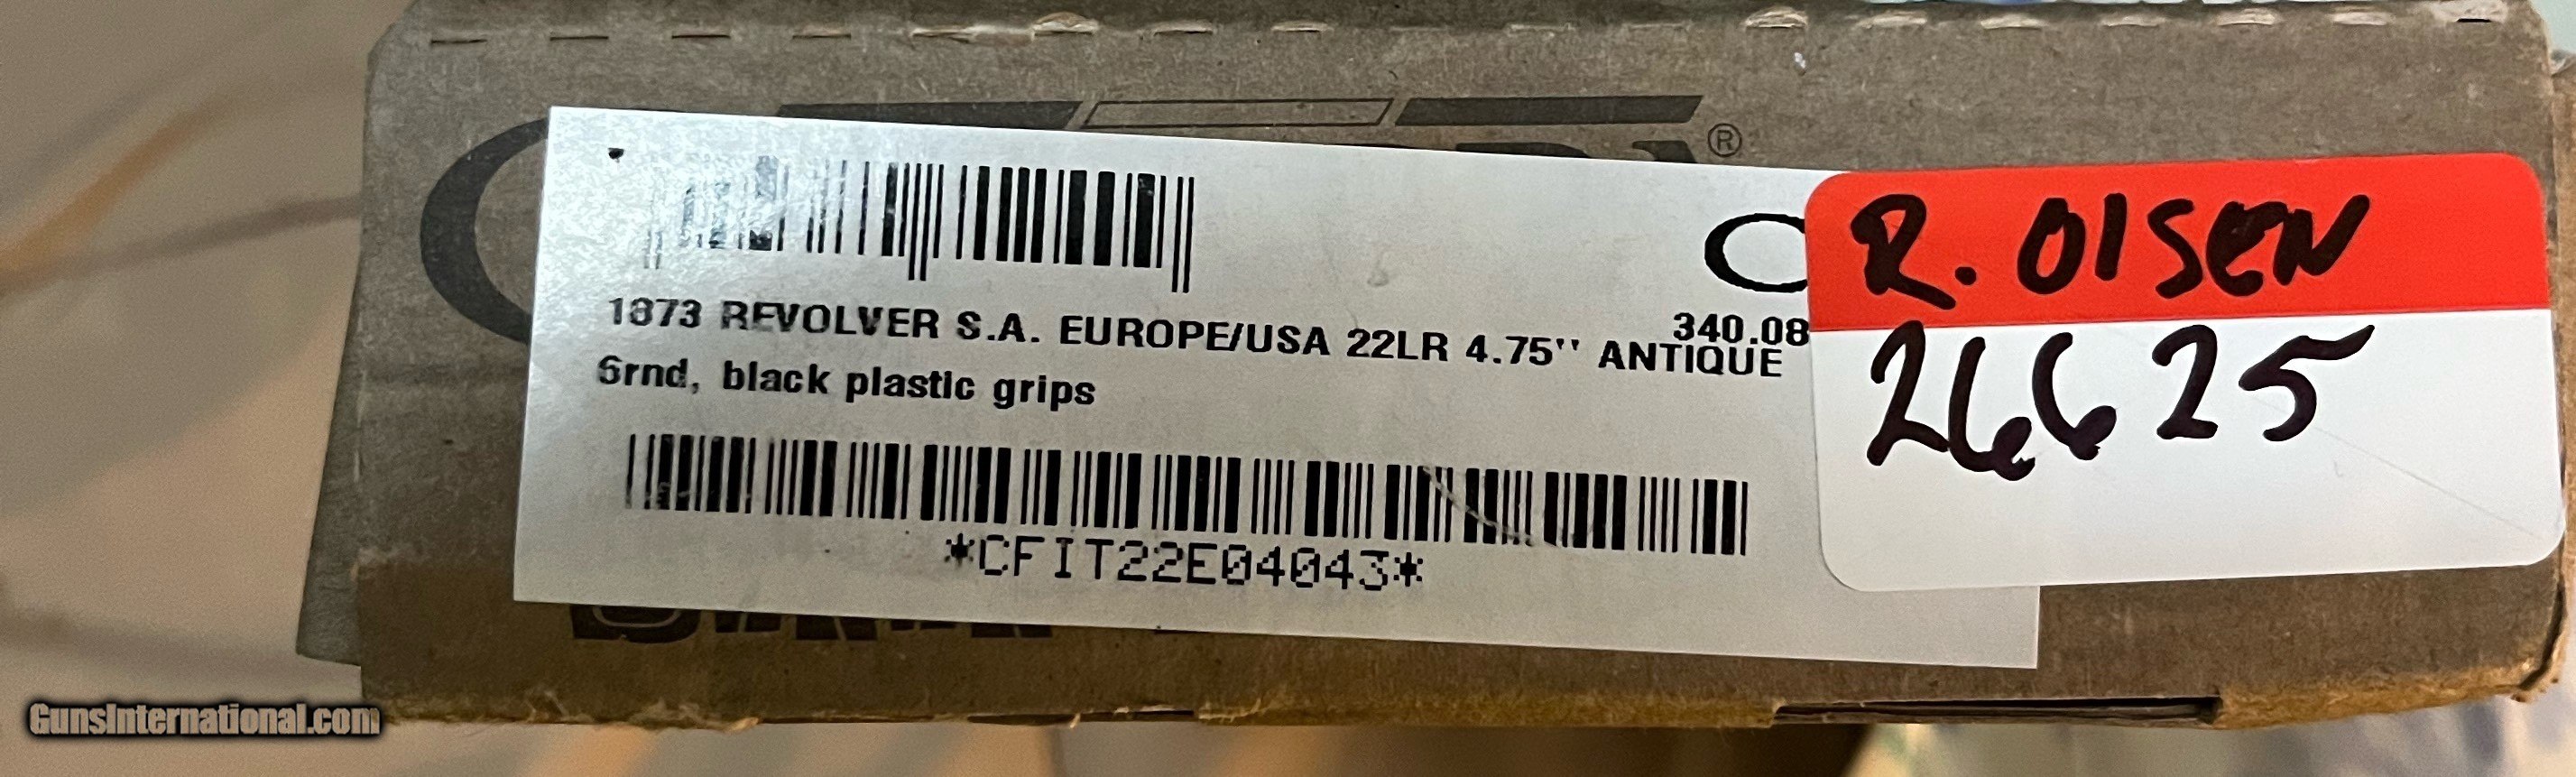 ®
R. OlSEN
340.08
1873 REVOLVER S.A. EUROPE/USA 22LR 4.75'' ANTIQUE
6rnd, black plastic grips
26625
*CFIT22E04043*
GunsInternational.com